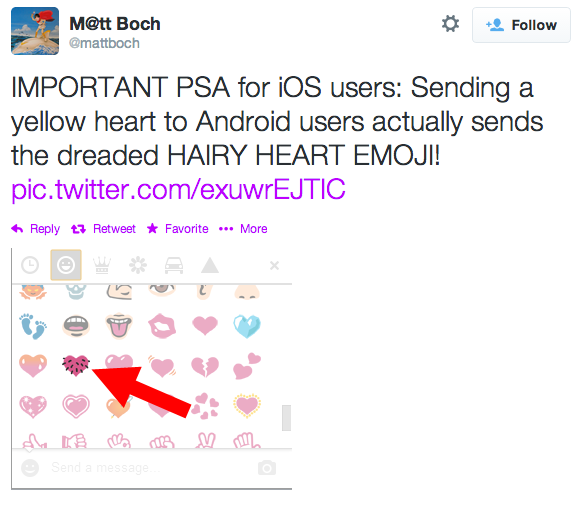 M@tt Boch
@mattboch
Follow
IMPORTANT PSA for iOS users: Sending a
yellow heart to Android users actually sends
the dreaded HAIRY HEART EMOJI!
pic.twitter.com/exuwrEJTIC
Reply Retweet Favorite More
Send a message...